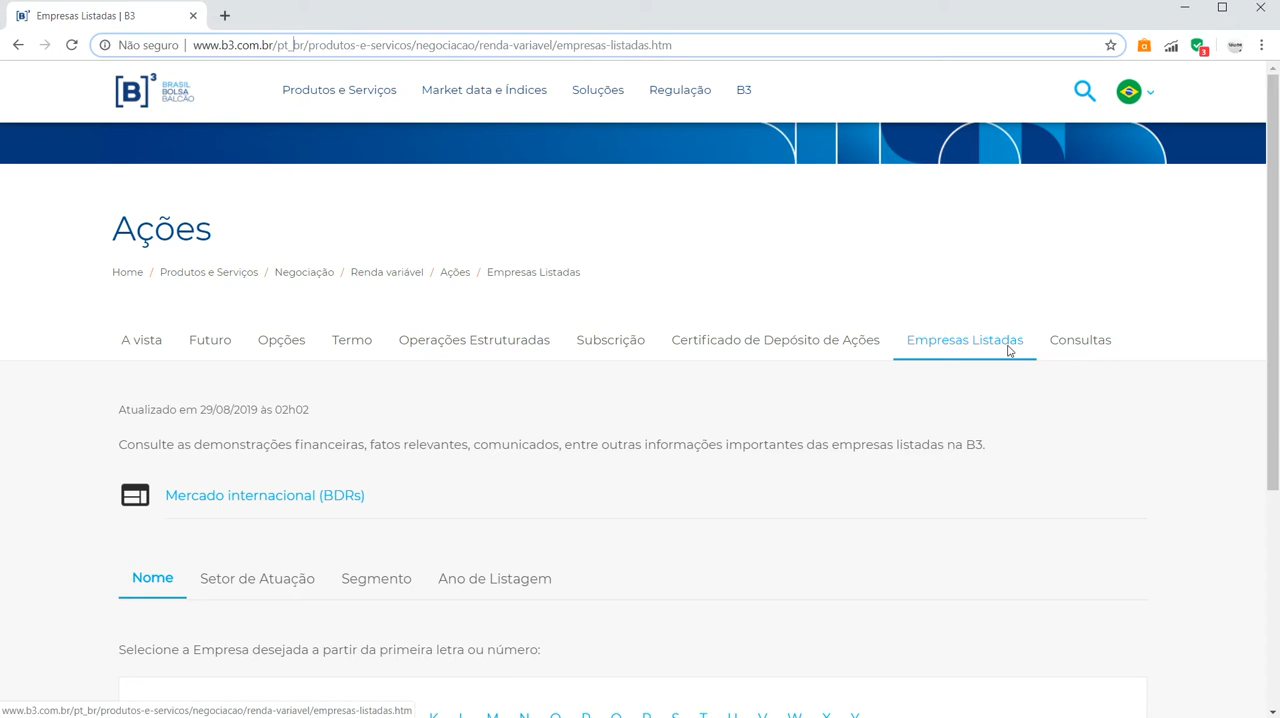 Empresas Listadas | B3
Não seguro | www.b3.com.br/pt_br/produtos-e-servicos/negociacao/renda-variavel/empresas-listadas.htm
3
[B]³ BRASIL
BOLSA
BALCÃO
Produtos e Serviços Market data e Índices Soluções Regulação B3
Ações
Home / Produtos e Serviços / Negociação / Renda variável / Ações / Empresas Listadas
A vista Futuro Opções Termo Operações Estruturadas Subscrição Certificado de Depósito de Ações Empresas Listadas Consultas
Atualizado em 29/08/2019 às 02h02
Consulte as demonstrações financeiras, fatos relevantes, comunicados, entre outras informações importantes das empresas listadas na B3.
Mercado internacional (BDRs)
Nome Setor de Atuação Segmento Ano de Listagem
Selecione a Empresa desejada a partir da primeira letra ou número:
www.b3.com.br/pt_br/produtos-e-servicos/negociacao/renda-variavel/empresas-listadas.htm